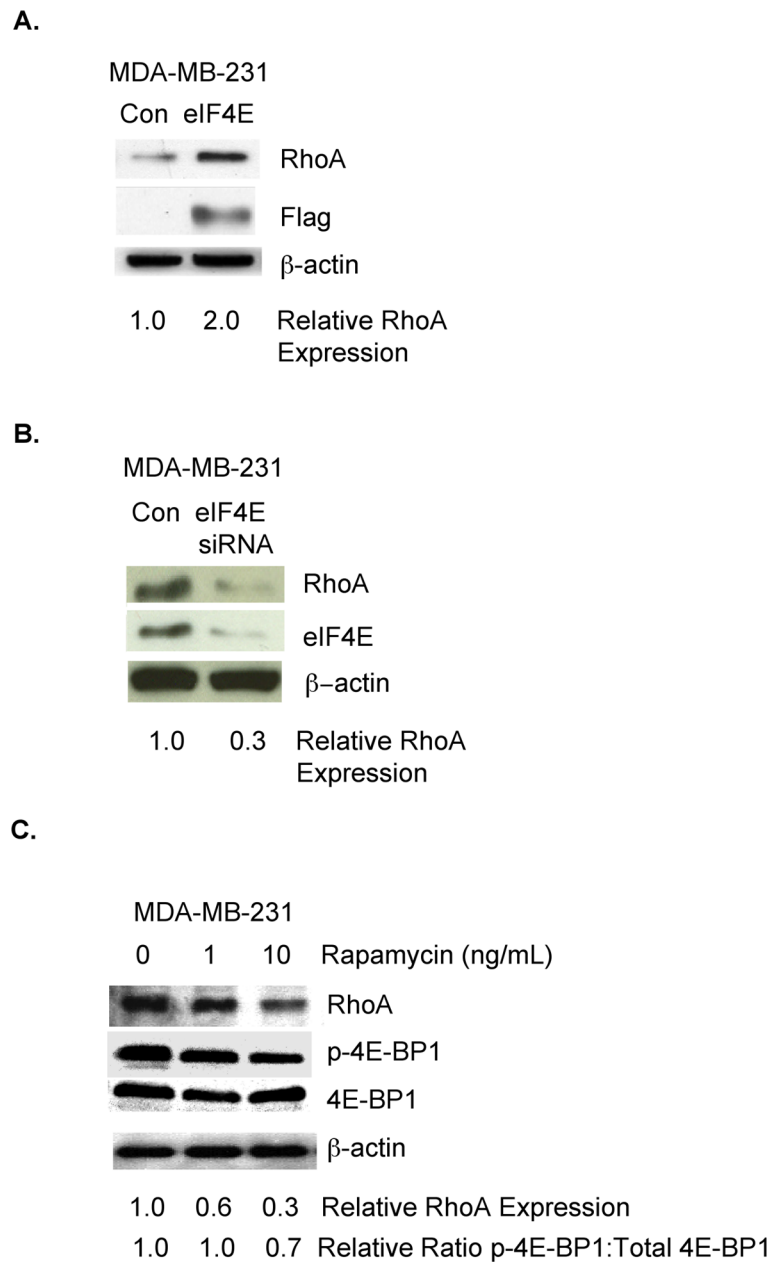 A.
MDA-MB-231
Con eIF4E
RhoA
Flag
β-actin
1.0 2.0 Relative RhoA
Expression
B.
MDA-MB-231
Con eIF4E
siRNA
RhoA
eIF4E
β−actin
1.0 0.3 Relative RhoA
Expression
C.
MDA-MB-231
0 1 10 Rapamycin (ng/mL)
RhoA
p-4E-BP1
4E-BP1
β-actin
1.0 0.6 0.3 Relative RhoA Expression
1.0 1.0 0.7 Relative Ratio p-4E-BP1:Total 4E-BP1